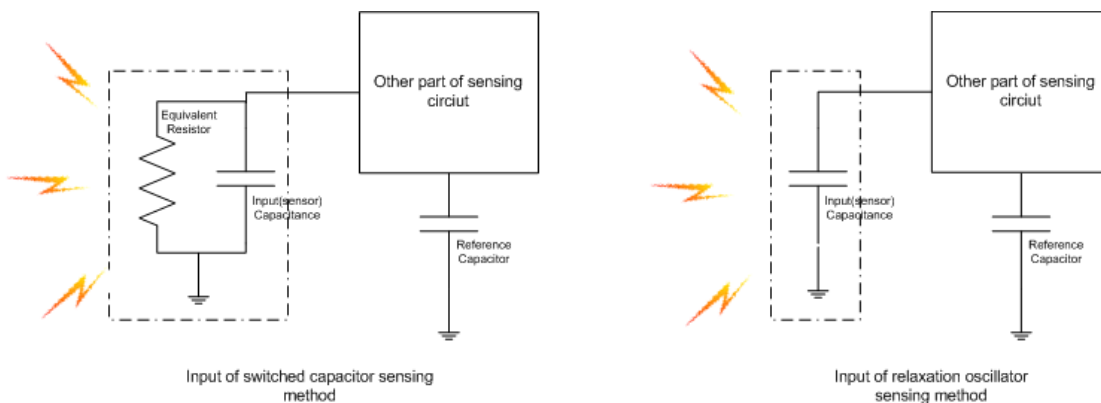 Other part of sensing
circiut
Equivalent
Resistor
Input(sensor)
Capacitance
Reference
Capacitor
Input of switched capacitor sensing
method
Other part of sensing
circiut
Input(sensor)
Capacitance
Reference
Capacitor
Input of relaxation oscillator
sensing method